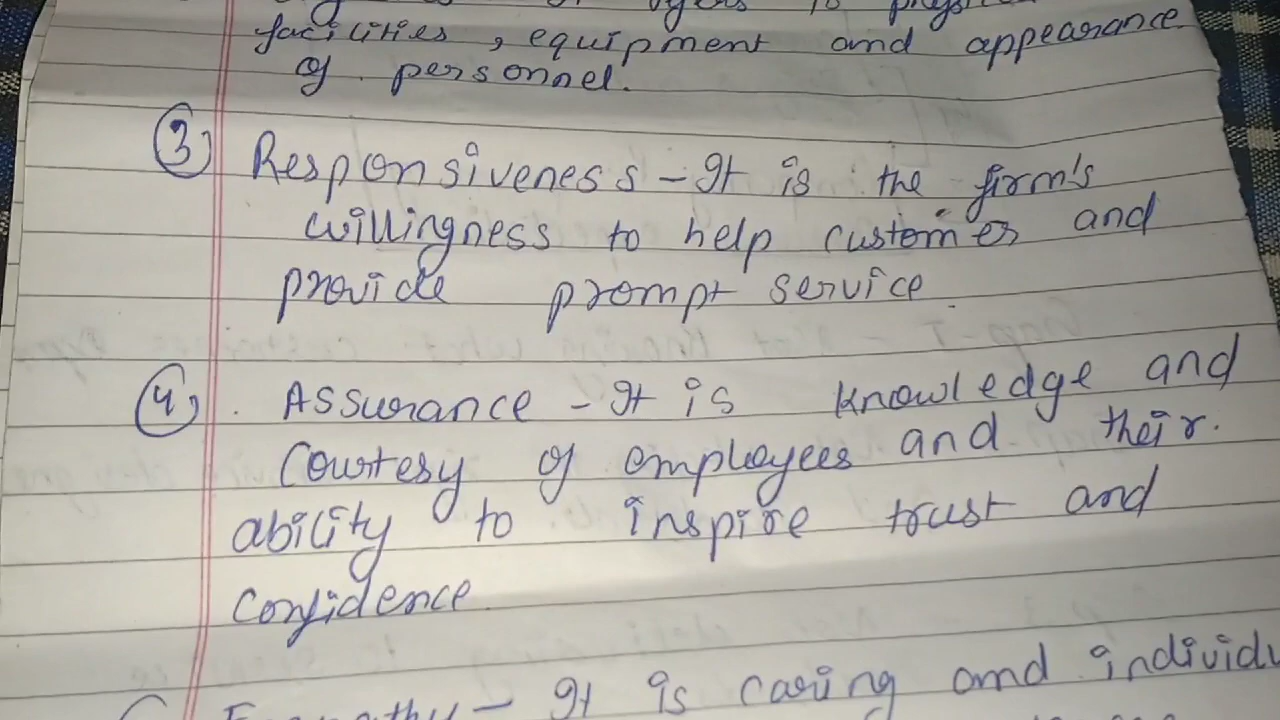 facilities, equipment and appearance
of personnel.
③ Responsiveness - It is the firm's
willingness to help customers and
provide prompt service.
④ Assurance - It is knowledge and
Courtesy of employees and their.
ability to inspire trust and
Confidence.
It is caring and